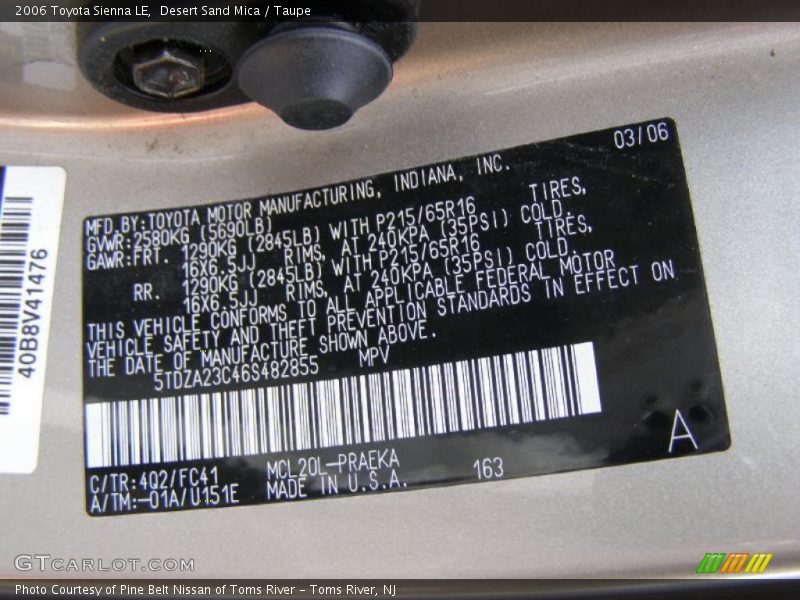 2006 Toyota Sienna LE,  Desert Sand Mica / Taupe
03/06
MFD.BY:TOYOTA MOTOR MANUFACTURING, INDIANA, INC.
GVWR:2580KG (5690LB)
GAWR:FRT. 1290KG (2845LB) WITH P215/65R16 TIRES,
16X6.5JJ RIMS, AT 240KPA (35PSI) COLD.
RR. 1290KG (2845LB) WITH P215/65R16 TIRES,
16X6.5JJ RIMS, AT 240KPA (35PSI) COLD.
THIS VEHICLE CONFORMS TO ALL APPLICABLE FEDERAL MOTOR
VEHICLE SAFETY AND THEFT PREVENTION STANDARDS IN EFFECT ON
THE DATE OF MANUFACTURE SHOWN ABOVE.
5TDZA23C46S482855 MPV
C/TR:4Q2/FC41 MCL20L-PRAEKA 163
A/TM:-01A/U151E MADE IN U.S.A.
A
40B8V41476
GTCARLOT.COM
Photo Courtesy of Pine Belt Nissan of Toms River – Toms River, NJ